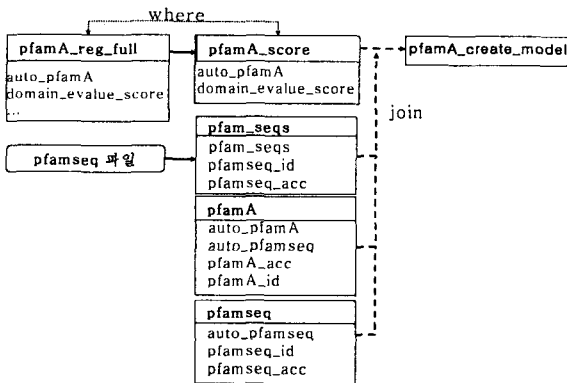 where
pfamA_reg_full
auto_pfamA
domain_evalue_score
...
pfamA_score
auto_pfamA
domain_evalue_score
pfamA_create_model
join
pfamseq 파일
pfam_seqs
pfam_seqs
pfamseq_id
pfamseq_acc
pfamA
auto_pfamA
auto_pfamseq
pfamA_acc
pfamA_id
pfamseq
auto_pfamseq
pfamseq_id
pfamseq_acc